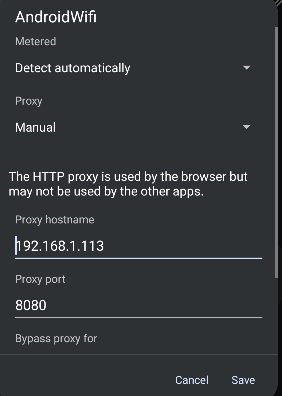 AndroidWifi
Metered
Detect automatically
Proxy
Manual
The HTTP proxy is used by the browser but
may not be used by the other apps.
Proxy hostname
192.168.1.113
Proxy port
8080
Bypass proxy for
Cancel
Save